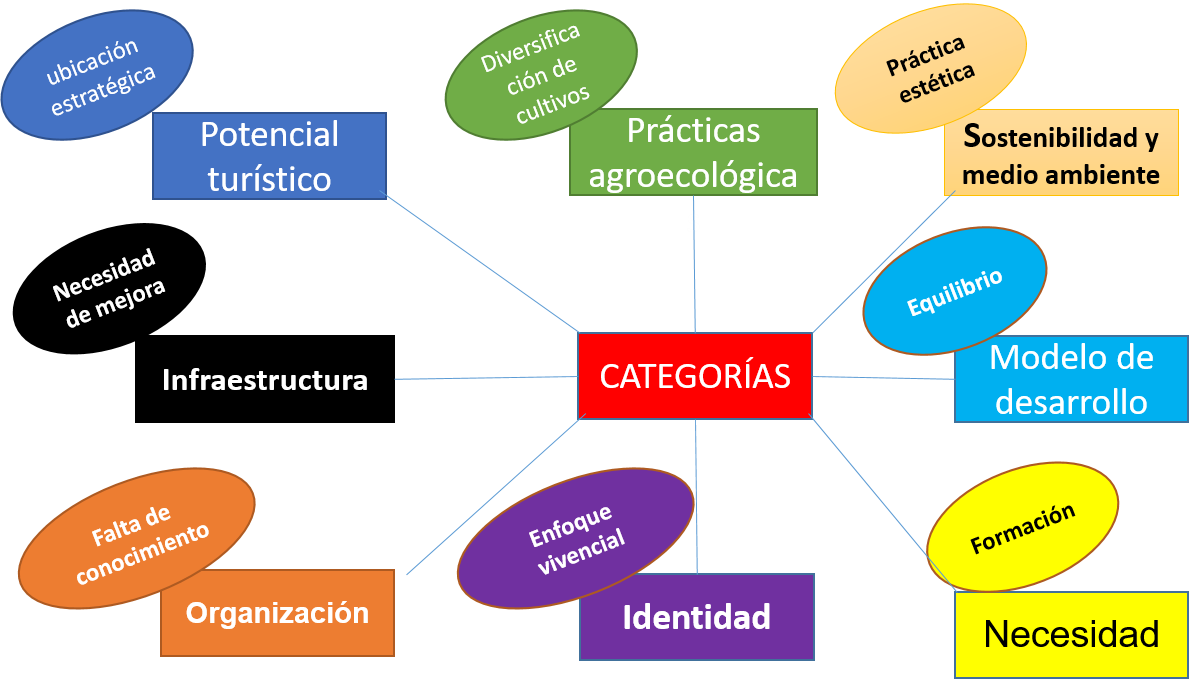 ubicación
estratégica
Potencial
turístico
Diversifica
ción de
cultivos
Prácticas
agroecológica
Práctica
estética
Sostenibilidad y
medio ambiente
Necesidad
de mejora
Infraestructura
CATEGORÍAS
Equilibrio
Modelo de
desarrollo
Falta de
conocimiento
Organización
Enfoque
vivencial
Identidad
Formación
Necesidad